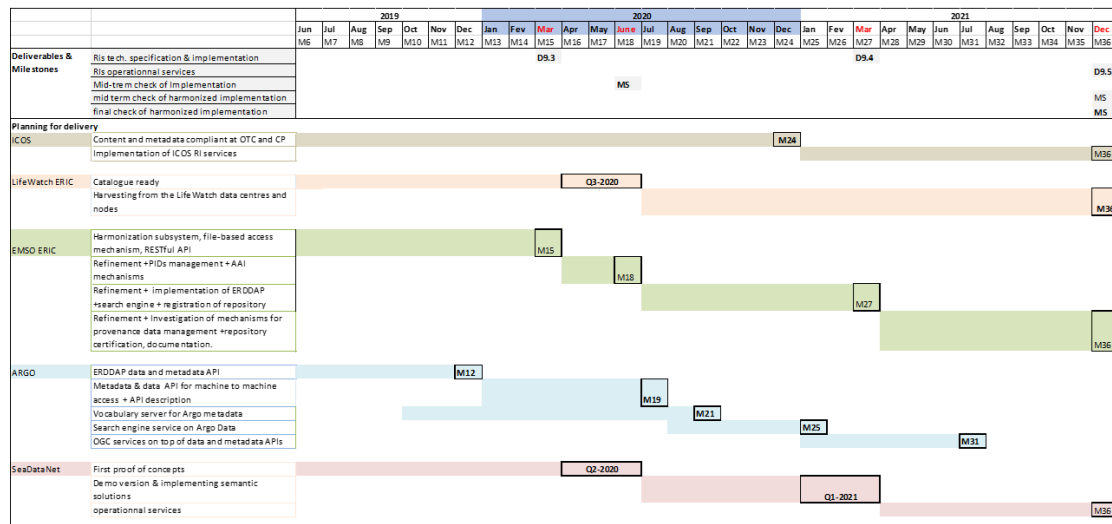 2019 2020 2021
Jun Jul Aug Sep Oct Nov Dec Jan Fev Mar Apr May June Jul Aug Sep Oct Nov Dec Jan Fev Mar Apr May June Jul Aug Sep Oct Nov Dec
M6 M7 M8 M9 M10 M11 M12 M13 M14 M15 M16 M17 M18 M19 M20 M21 M22 M23 M24 M25 M26 M27 M28 M29 M30 M31 M32 M33 M34 M35 M36
Deliverables & Milestones
Ris tech. specification & implementation D9.3 D9.4
RIs operationnal services D9.5
Mid-trem check of Implementation MS
mid term check of harmonized implementation MS
final check of harmonized implementation MS
Planning for delivery
ICOS Content and metadata compliant at OTC and CP M24
Implementation of ICOS RI services M36
LifeWatch ERIC Catalogue ready Q3-2020
Harvesting from the LifeWatch data centres and
nodes M36
EMSO ERIC Harmonization subsystem, file-based access
mechanism, RESTful API M15
Refinement +PIDs management + AAI
mechanisms M18
Refinement + implementation of ERDDAP
+search engine + registration of repository M27
Refinement + Investigation of mechanisms for
provenance data management +repository
certification, documentation. M36
ARGO ERDDAP data and metadata API M12
Metadata & data API for machine to machine
access + API description M19
Vocabulary server for Argo metadata M21
Search engine service on Argo Data M25
OGC services on top of data and metadata APIs M31
SeaDataNet First proof of concepts Q2-2020
Demo version & implementing semantic
solutions Q1-2021
operationnal services M36